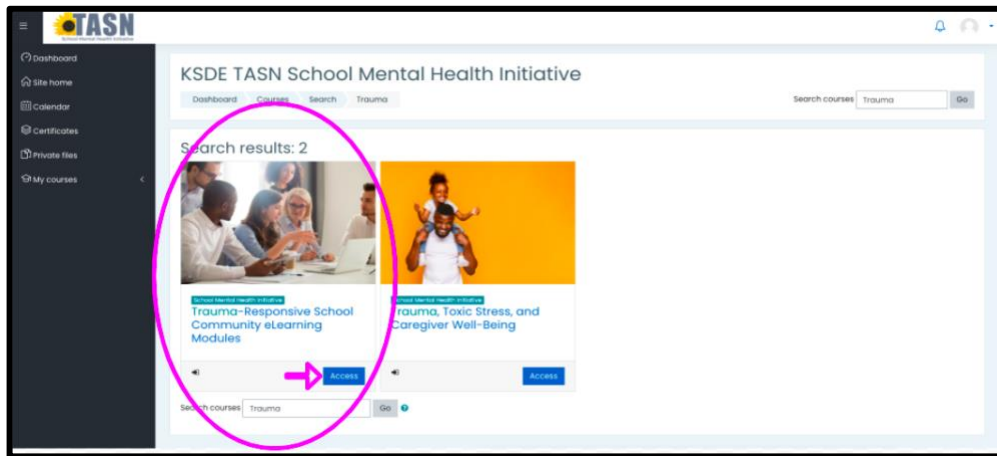 TASN
School Mental Health Initiative
Dashboard
Site home
Calendar
Certificates
Private files
My courses
KSDE TASN School Mental Health Initiative
Dashboard Courses Search Trauma
Search courses Trauma Go
Search results: 2
School Mental Health Initiative
Trauma-Responsive School
Community eLearning
Modules
Access
School Mental Health Initiative
Trauma, Toxic Stress, and
Caregiver Well-Being
Access
Search courses Trauma Go